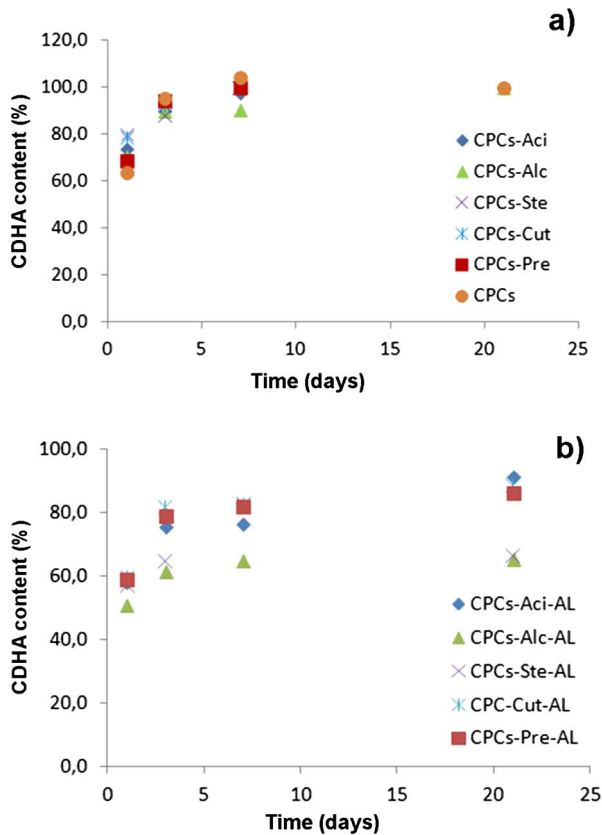 a)
120,0
100,0
80,0
60,0
40,0
20,0
0,0
CDHA content (%)
CPCs-Aci
CPCs-Alc
CPCs-Ste
CPCs-Cut
CPCs-Pre
CPCs
0 5 10 15 20 25
Time (days)
b)
100,0
80,0
60,0
40,0
20,0
0,0
CDHA content (%)
CPCs-Aci-AL
CPCs-Alc-AL
CPCs-Ste-AL
CPC-Cut-AL
CPCs-Pre-AL
0 5 10 15 20 25
Time (days)